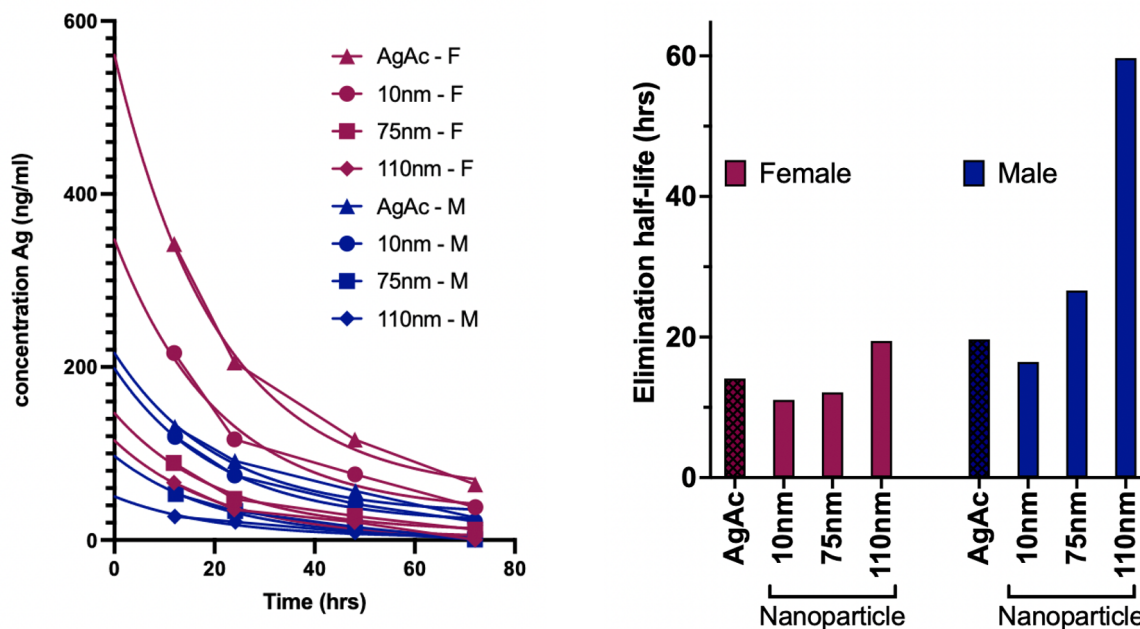 600
400
200
0
concentration Ag (ng/ml)
0 20 40 60 80
Time (hrs)
AgAc - F
10nm - F
75nm - F
110nm - F
AgAc - M
10nm - M
75nm - M
110nm - M
60
40
20
0
Elimination half-life (hrs)
Female
Male
AgAc 10nm 75nm 110nm AgAc 10nm 75nm 110nm
Nanoparticle Nanoparticle